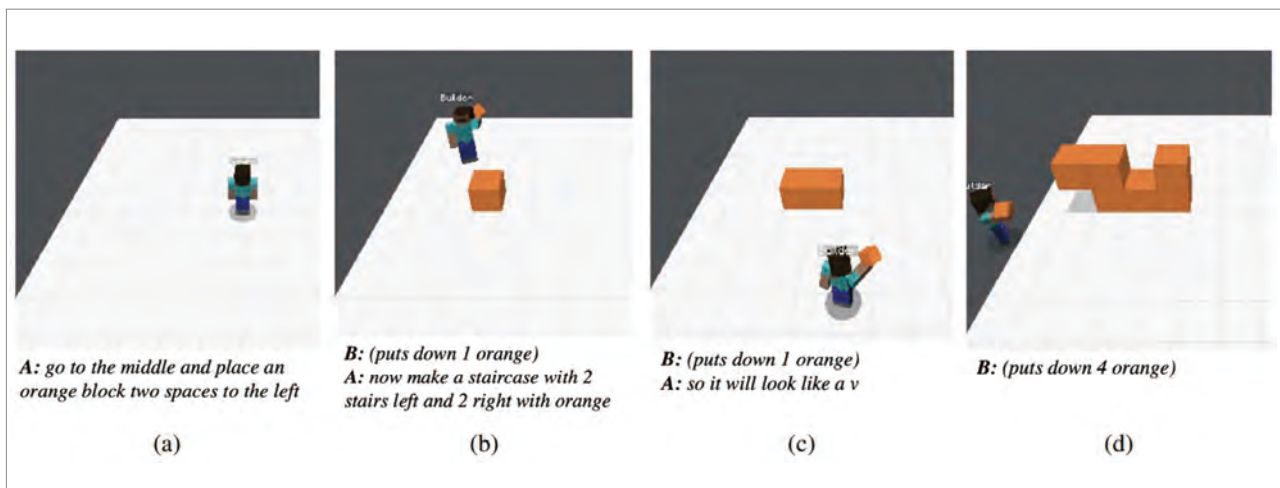 Builder
Builder
uilder
A: go to the middle and place an
orange block two spaces to the left
B: (puts down 1 orange)
A: now make a staircase with 2
stairs left and 2 right with orange
B: (puts down 1 orange)
A: so it will look like a v
B: (puts down 4 orange)
(a)
(b)
(c)
(d)